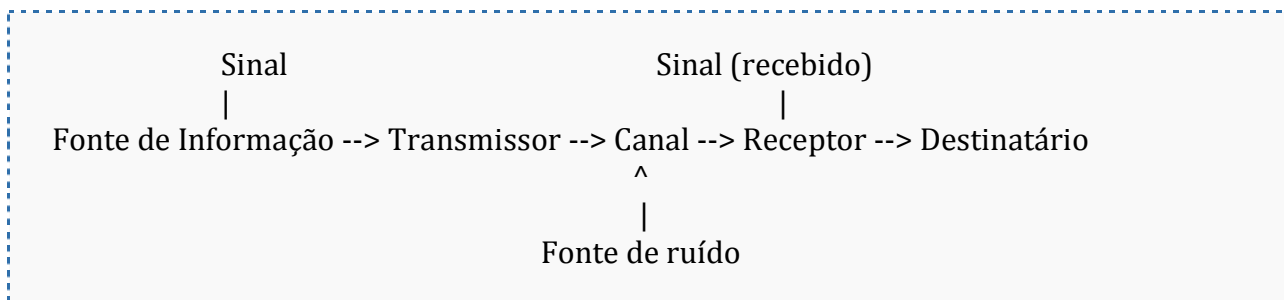 Sinal Sinal (recebido)
| |
Fonte de Informação --> Transmissor --> Canal --> Receptor --> Destinatário
^
|
Fonte de ruído